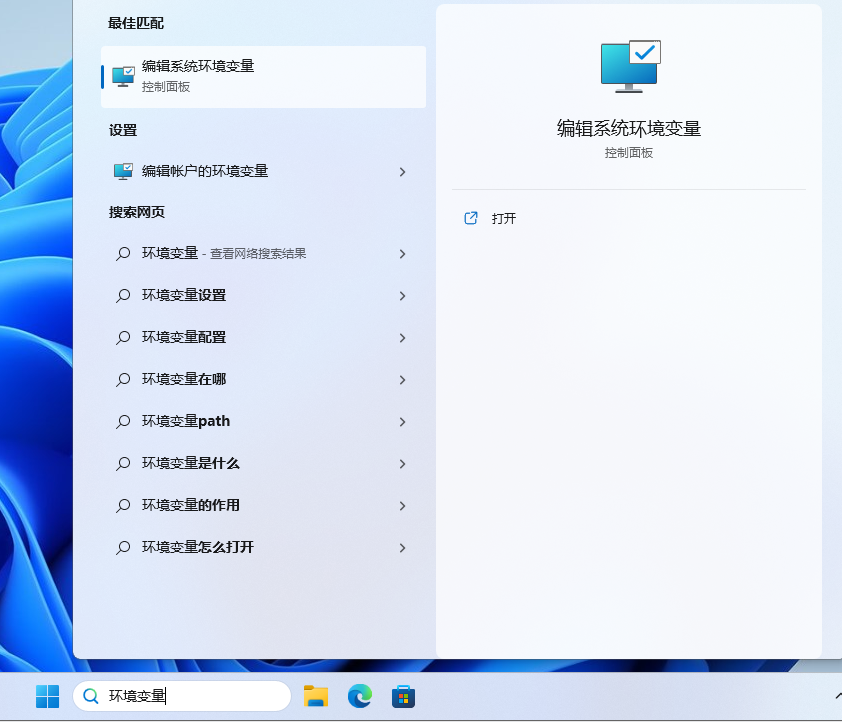 最佳匹配
编辑系统环境变量
控制面板
设置
编辑帐户的环境变量
搜索网页
环境变量 - 查看网络搜索结果
环境变量设置
环境变量配置
环境变量在哪
环境变量path
环境变量是什么
环境变量的作用
环境变量怎么打开
编辑系统环境变量
控制面板
打开
环境变量